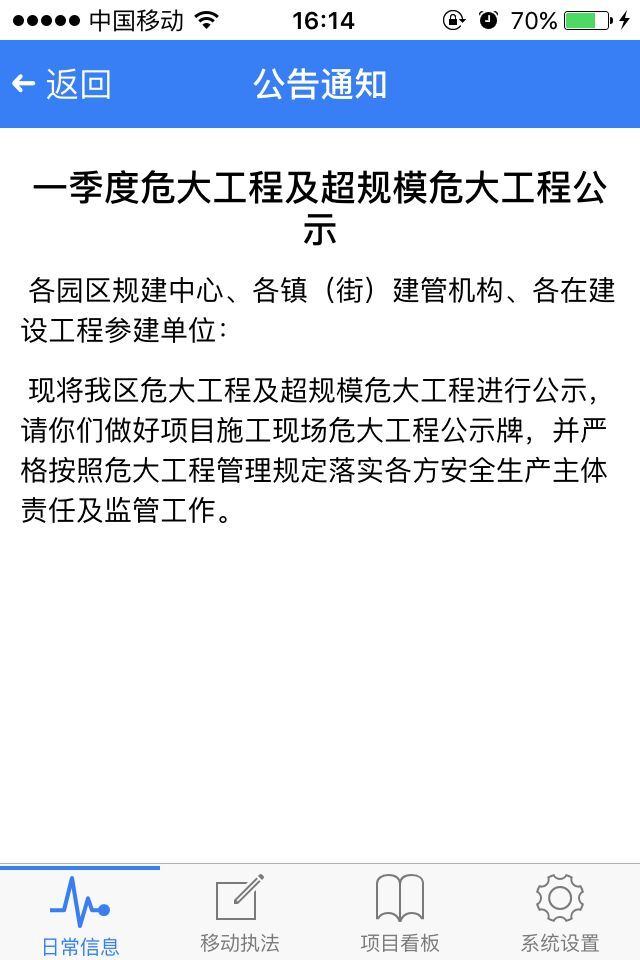 中国移动 16:14 70%
返回 公告通知
一季度危大工程及超规模危大工程公
示
各园区规建中心、各镇（街）建管机构、各在建
设工程参建单位：
现将我区危大工程及超规模危大工程进行公示，
请你们做好项目施工现场危大工程公示牌，并严
格按照危大工程管理规定落实各方安全生产主体
责任及监管工作。
日常信息 移动执法 项目看板 系统设置